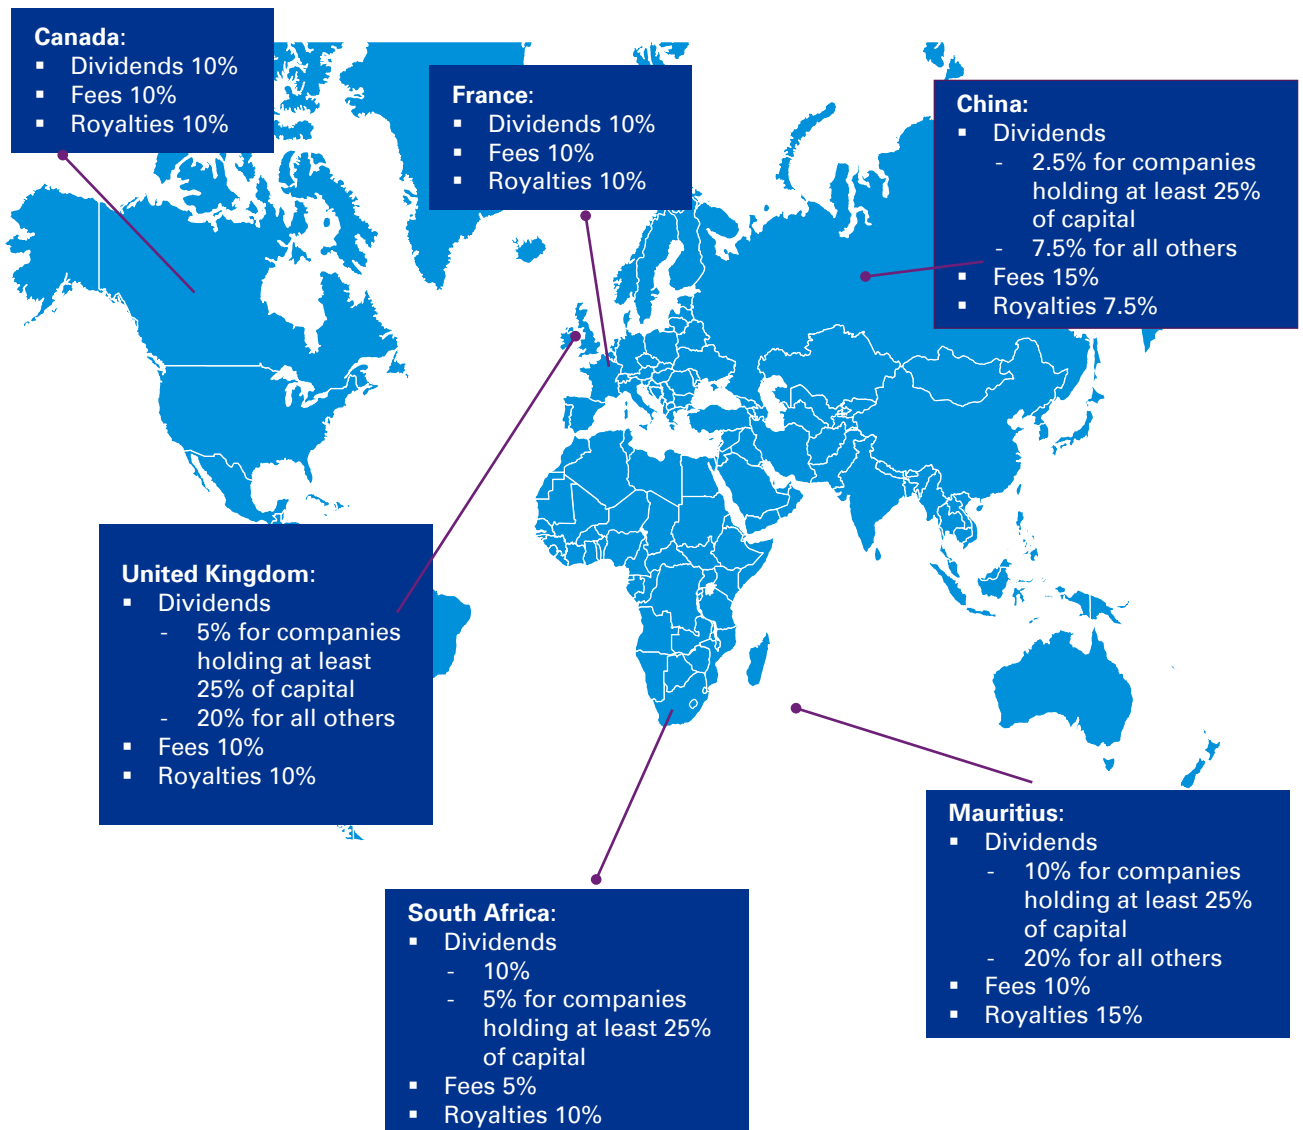 Canada:
▪ Dividends 10%
▪ Fees 10%
▪ Royalties 10%
France:
▪ Dividends 10%
▪ Fees 10%
▪ Royalties 10%
China:
▪ Dividends
- 2.5% for companies
holding at least 25%
of capital
- 7.5% for all others
▪ Fees 15%
▪ Royalties 7.5%
United Kingdom:
▪ Dividends
- 5% for companies
holding at least
25% of capital
- 20% for all others
▪ Fees 10%
▪ Royalties 10%
South Africa:
▪ Dividends
- 10%
- 5% for companies
holding at least 25%
of capital
▪ Fees 5%
▪ Royalties 10%
Mauritius:
▪ Dividends
- 10% for companies
holding at least 25%
of capital
- 20% for all others
▪ Fees 10%
▪ Royalties 15%